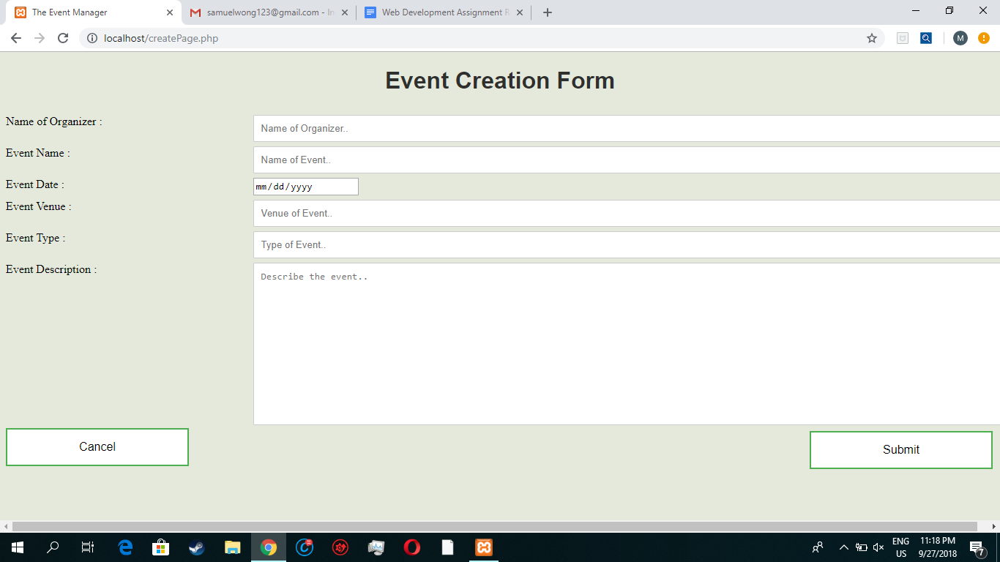 The Event Manager
samuelwong123@gmail.com - In
Web Development Assignment R
localhost/createPage.php
M
Event Creation Form
Name of Organizer :
Name of Organizer..
Event Name :
Name of Event..
Event Date :
mm/dd/yyyy
Event Venue :
Venue of Event..
Event Type :
Type of Event..
Event Description :
Describe the event..
Cancel
Submit
ENG
US
11:18 PM
9/27/2018
7